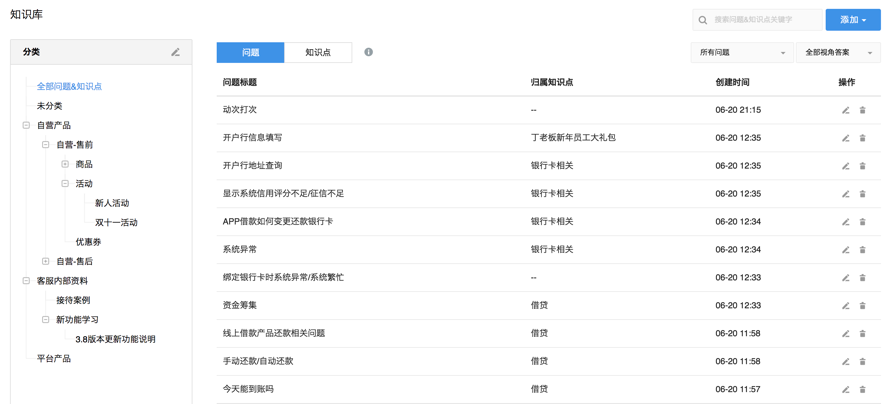 知识库
搜索问题&知识点关键字
添加
分类
全部问题&知识点
未分类
自营产品
自营-售前
商品
活动
新人活动
双十一活动
优惠券
自营-售后
客服内部资料
接待案例
新功能学习
3.8版本更新功能说明
平台产品
问题 知识点
所有问题 全部视角答案
问题标题 归属知识点 创建时间 操作
动次打次 -- 06-20 21:15
开户行信息填写 丁老板新年员工大礼包 06-20 12:35
开户行地址查询 银行卡相关 06-20 12:35
显示系统信用评分不足/征信不足 银行卡相关 06-20 12:35
APP借款如何变更还款银行卡 银行卡相关 06-20 12:34
系统异常 银行卡相关 06-20 12:34
绑定银行卡时系统异常/系统繁忙 -- 06-20 12:33
资金筹集 借贷 06-20 12:33
线上借款产品还款相关问题 借贷 06-20 11:58
手动还款/自动还款 借贷 06-20 11:58
今天能到账吗 借贷 06-20 11:57